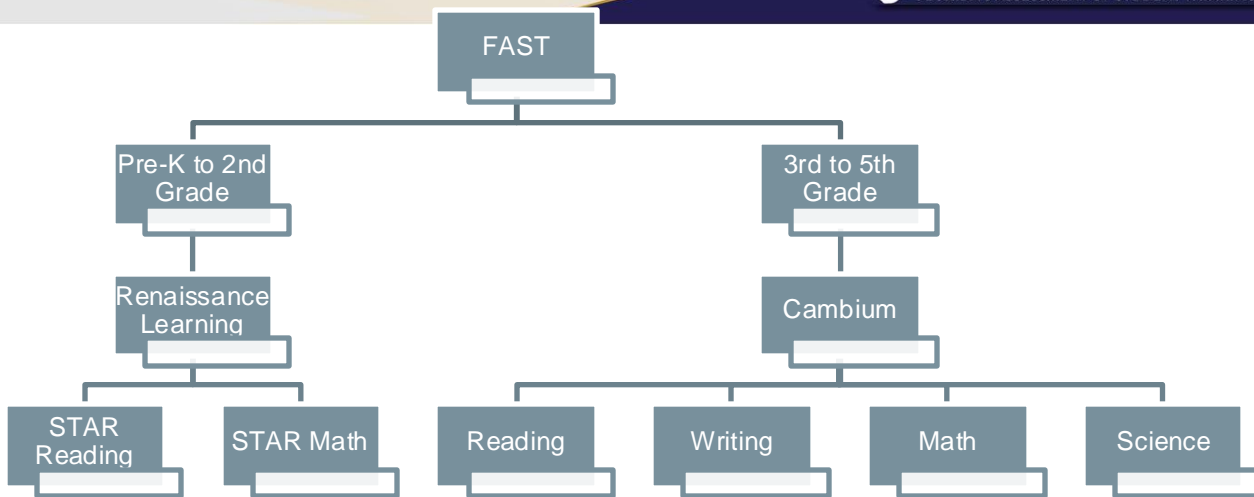 FAST
Pre-K to 2nd
Grade
3rd to 5th
Grade
Renaissance
Learning
Cambium
STAR
Reading
STAR Math
Reading
Writing
Math
Science